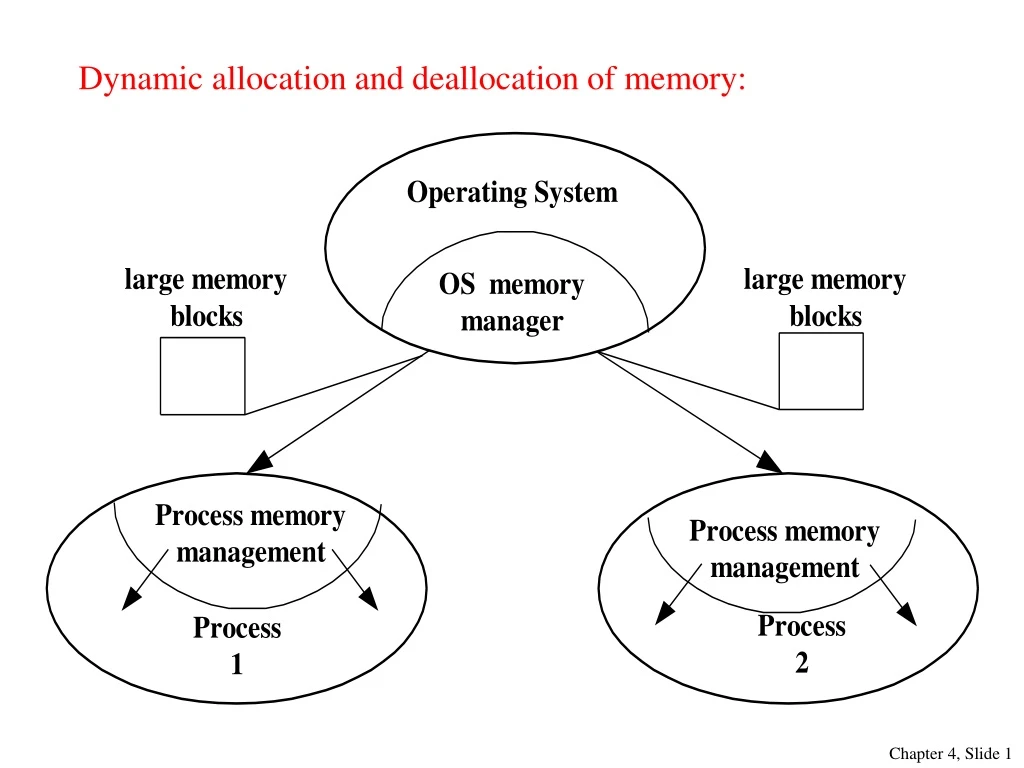 Dynamic allocation and deallocation of memory:
Operating System
OS memory
manager
large memory
blocks
large memory
blocks
Process memory
management
Process
1
Process memory
management
Process
2
Chapter 4, Slide 1